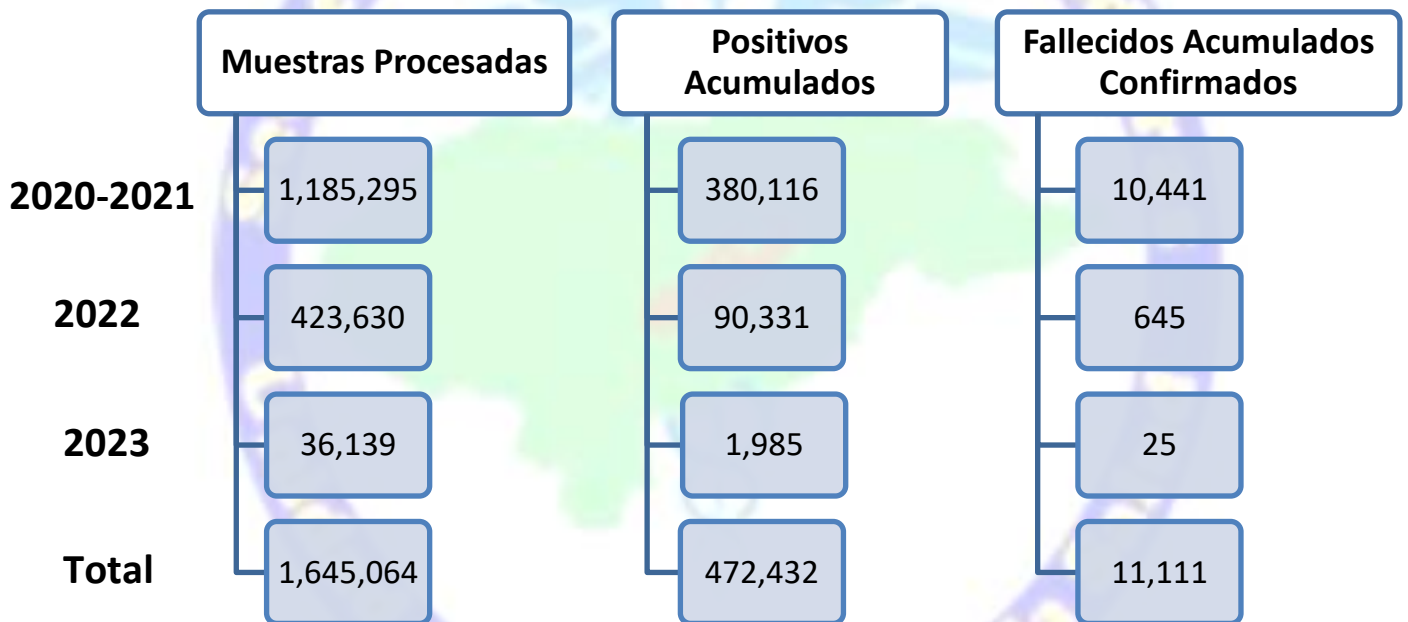 Muestras Procesadas
Positivos
Acumulados
Fallecidos Acumulados
Confirmados
2020-2021
1,185,295
380,116
10,441
2022
423,630
90,331
645
2023
36,139
1,985
25
Total
1,645,064
472,432
11,111